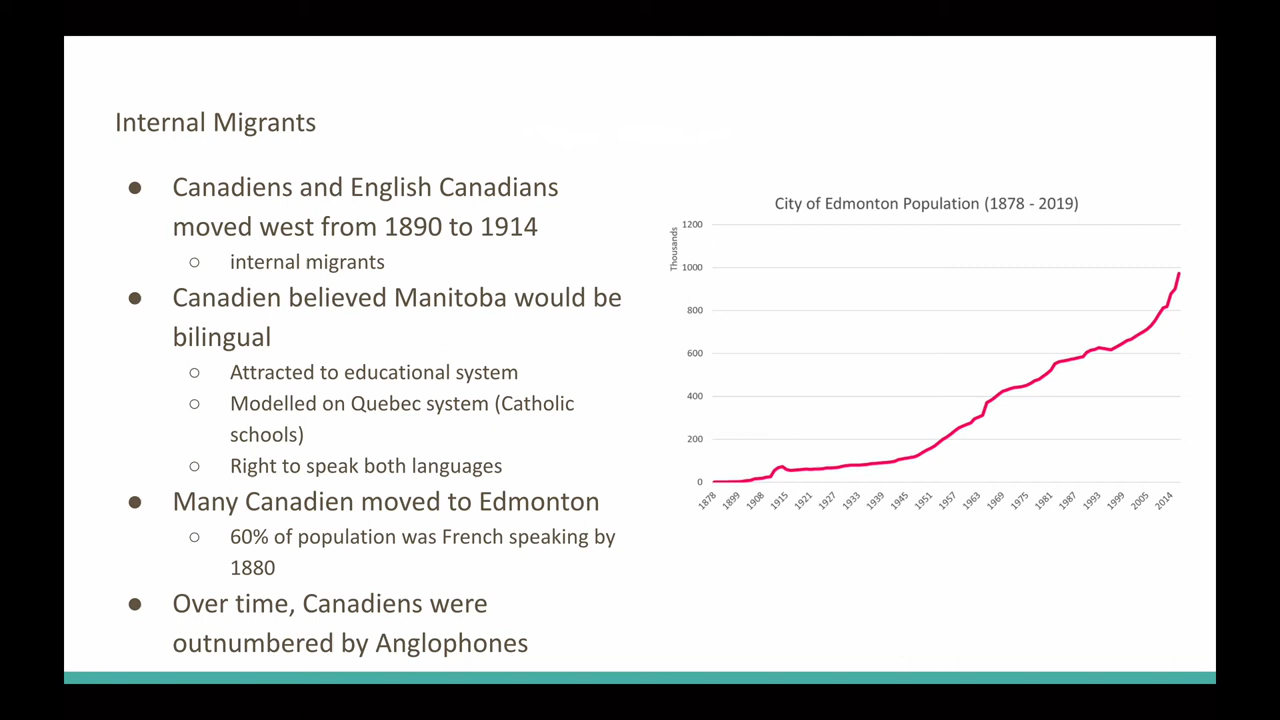 Internal Migrants
● Canadiens and English Canadians
moved west from 1890 to 1914
○ internal migrants
● Canadien believed Manitoba would be
bilingual
○ Attracted to educational system
○ Modelled on Quebec system (Catholic
schools)
○ Right to speak both languages
● Many Canadien moved to Edmonton
○ 60% of population was French speaking by
1880
● Over time, Canadiens were
outnumbered by Anglophones
City of Edmonton Population (1878 - 2019)
Thousands
1200
1000
800
600
400
200
0
1878 1899 1908 1915 1921 1927 1933 1939 1945 1951 1957 1963 1969 1975 1981 1987 1993 1999 2005 2014